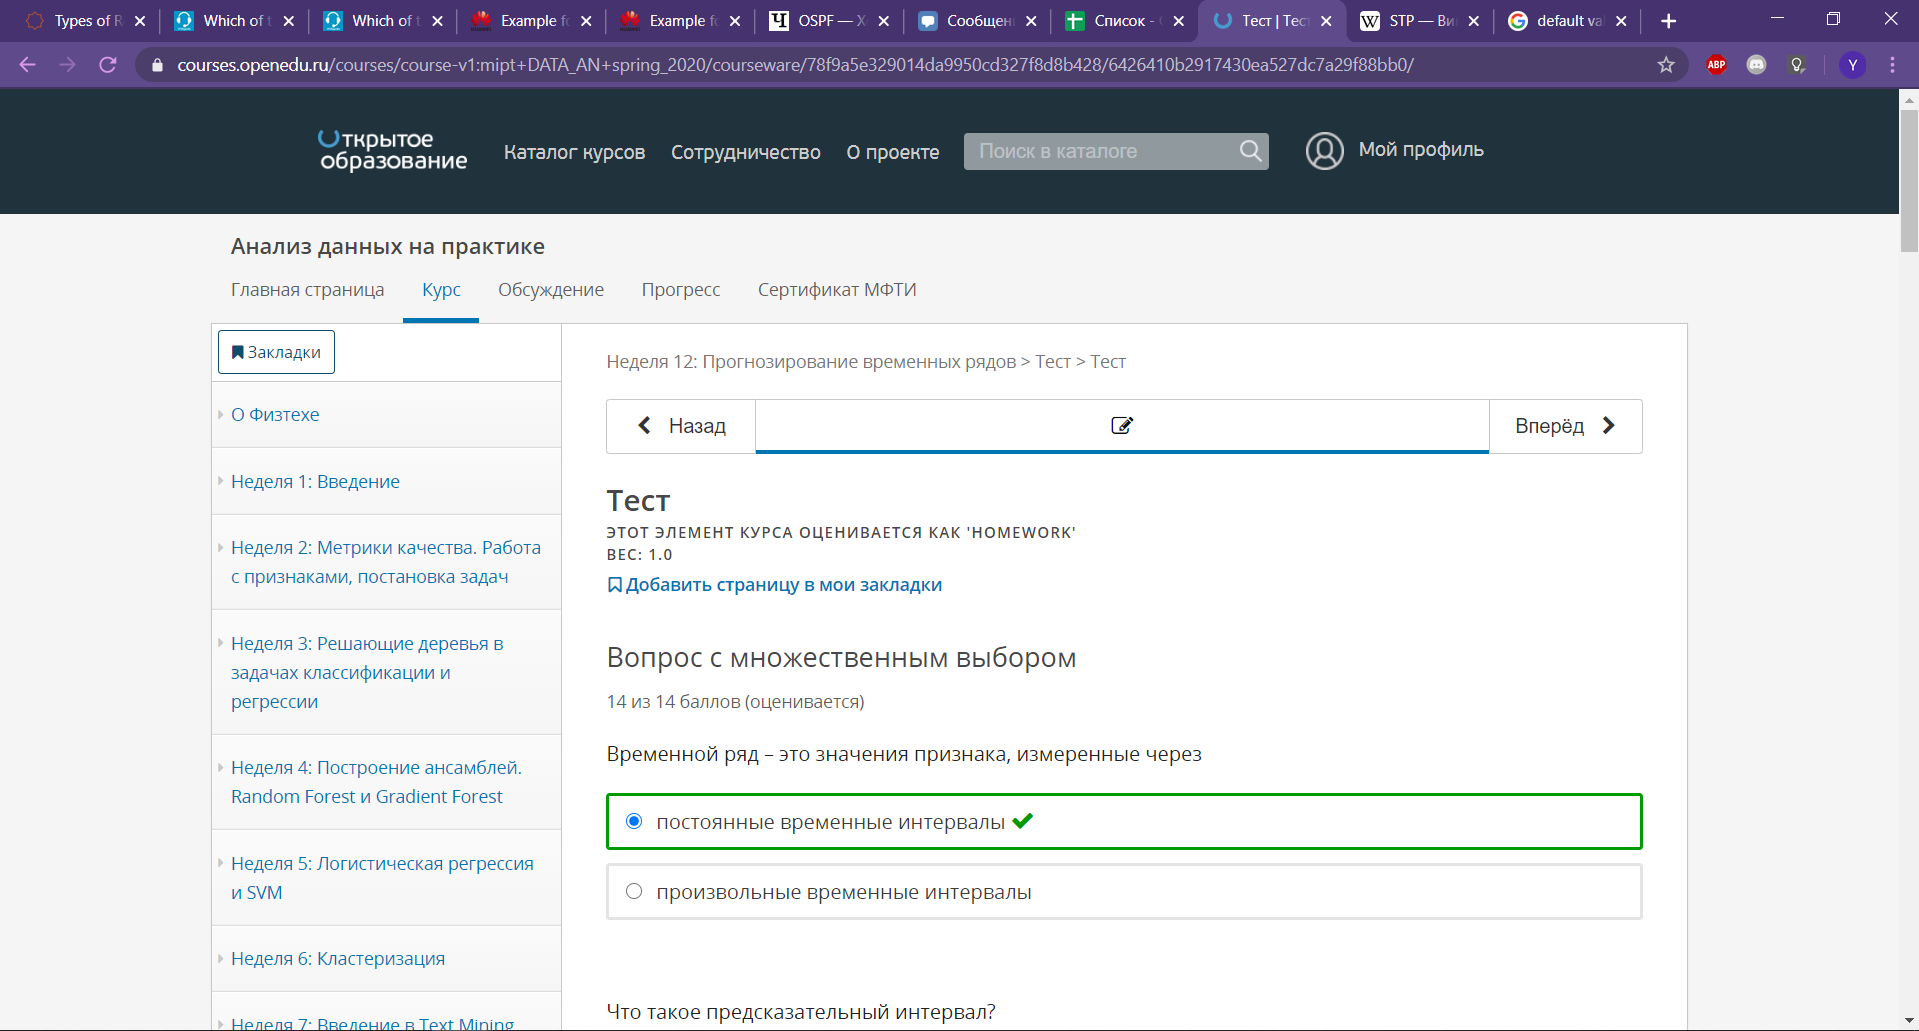 Types of R
Which of t
Which of t
Example fo
Example fo
OSPF — Х
Сообщен
Список -
Тест | Тест
STP — Ви
default va
courses.openedu.ru/courses/course-v1:mipt+DATA_AN+spring_2020/courseware/78f9a5e329014da9950cd327f8d8b428/6426410b2917430ea527dc7a29f88bb0/
ABP
Y
Открытое
образование
Каталог курсов
Сотрудничество
О проекте
Поиск в каталоге
Мой профиль
Анализ данных на практике
Главная страница
Курс
Обсуждение
Прогресс
Сертификат МФТИ
Закладки
О Физтехе
Неделя 1: Введение
Неделя 2: Метрики качества. Работа
с признаками, постановка задач
Неделя 3: Решающие деревья в
задачах классификации и
регрессии
Неделя 4: Построение ансамблей.
Random Forest и Gradient Forest
Неделя 5: Логистическая регрессия
и SVM
Неделя 6: Кластеризация
Неделя 7: Введение в Text Mining
Неделя 12: Прогнозирование временных рядов > Тест > Тест
Назад
Вперёд
Тест
ЭТОТ ЭЛЕМЕНТ КУРСА ОЦЕНИВАЕТСЯ КАК 'HOMEWORK'
ВЕС: 1.0
Добавить страницу в мои закладки
Вопрос с множественным выбором
14 из 14 баллов (оценивается)
Временной ряд – это значения признака, измеренные через
постоянные временные интервалы
произвольные временные интервалы
Что такое предсказательный интервал?